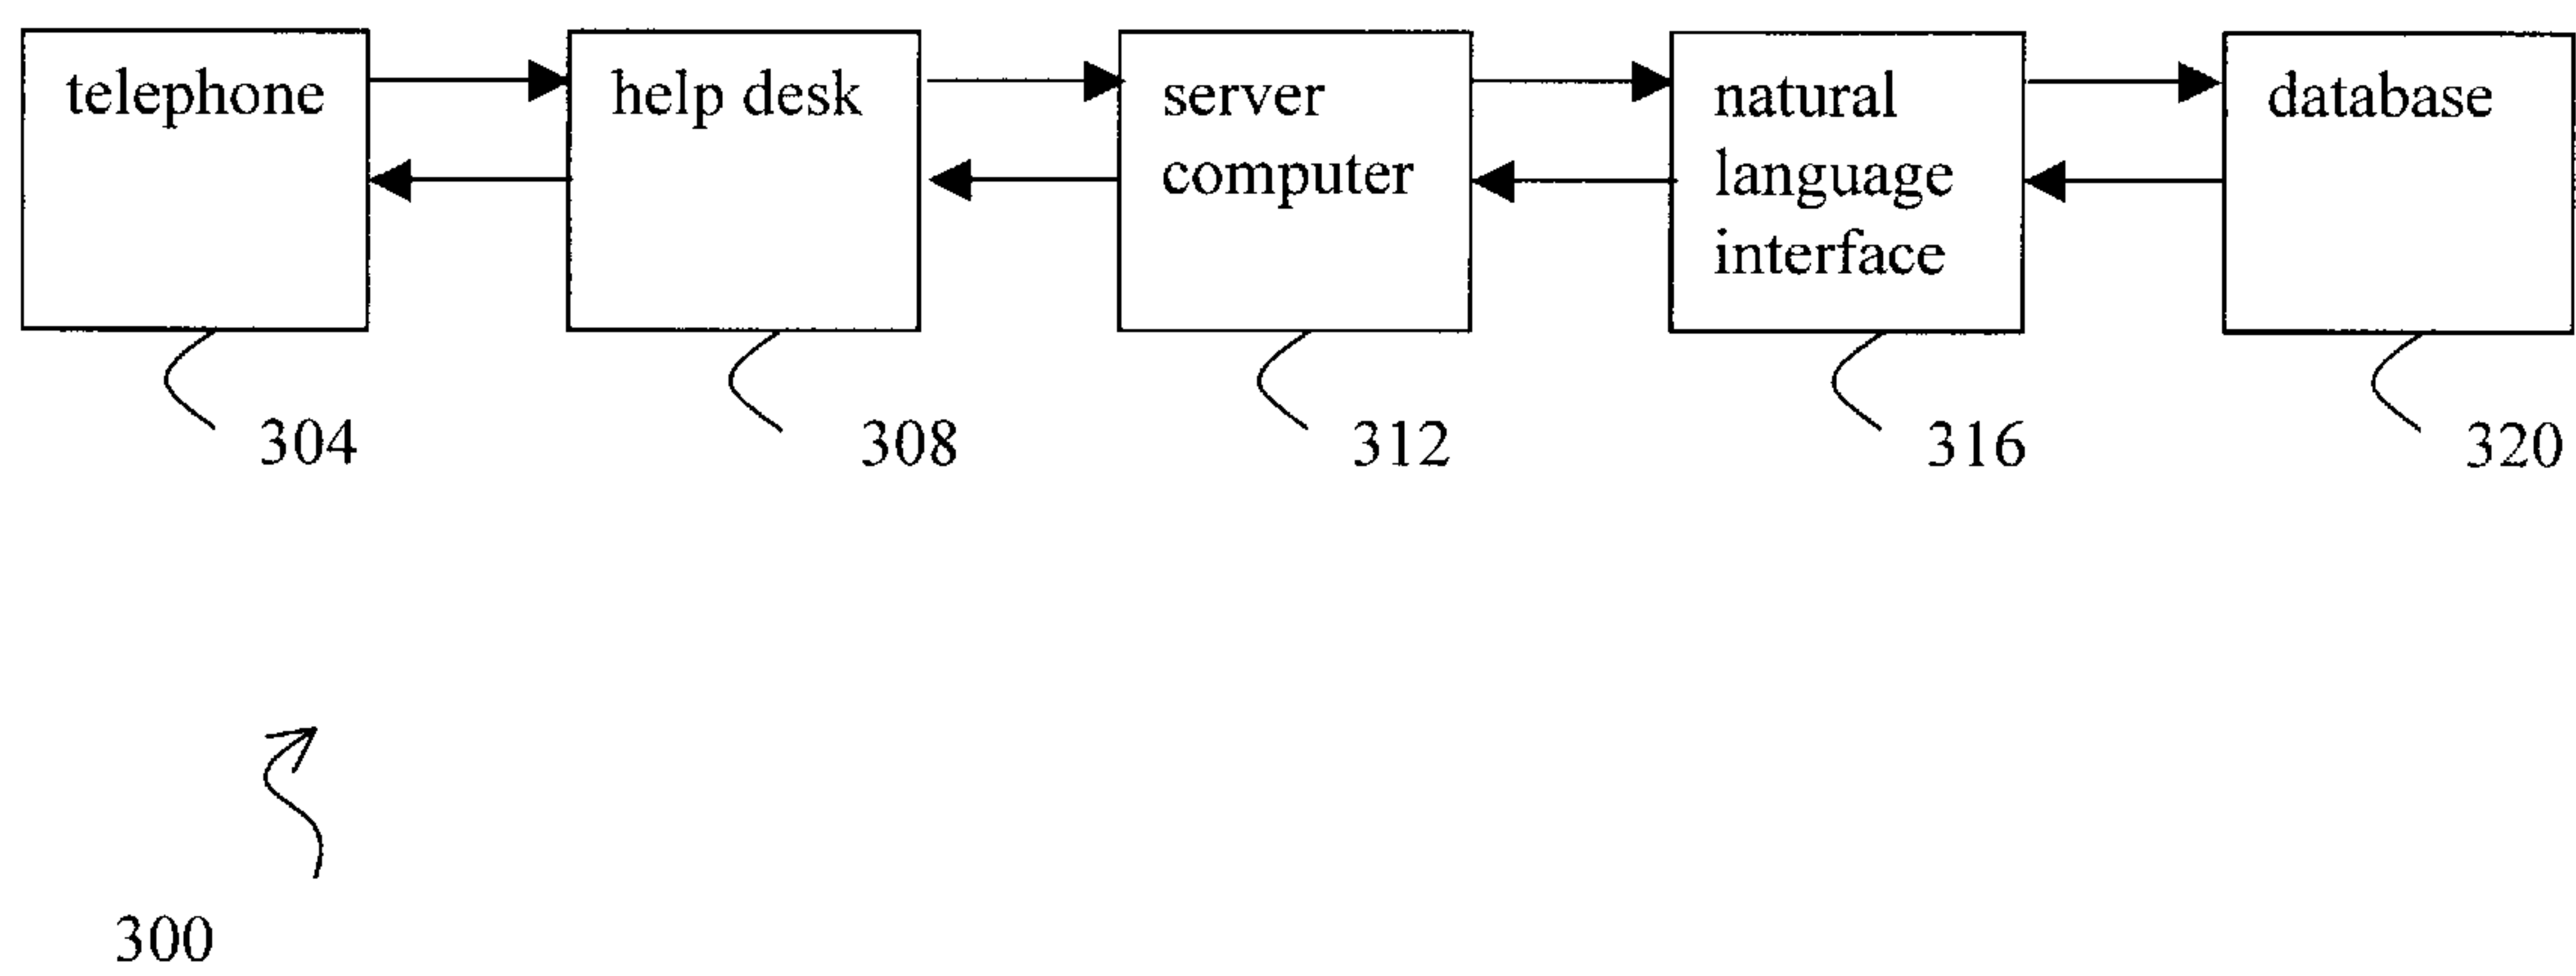 telephone
help desk
server
computer
natural
language
interface
database
304
308
312
316
320
300